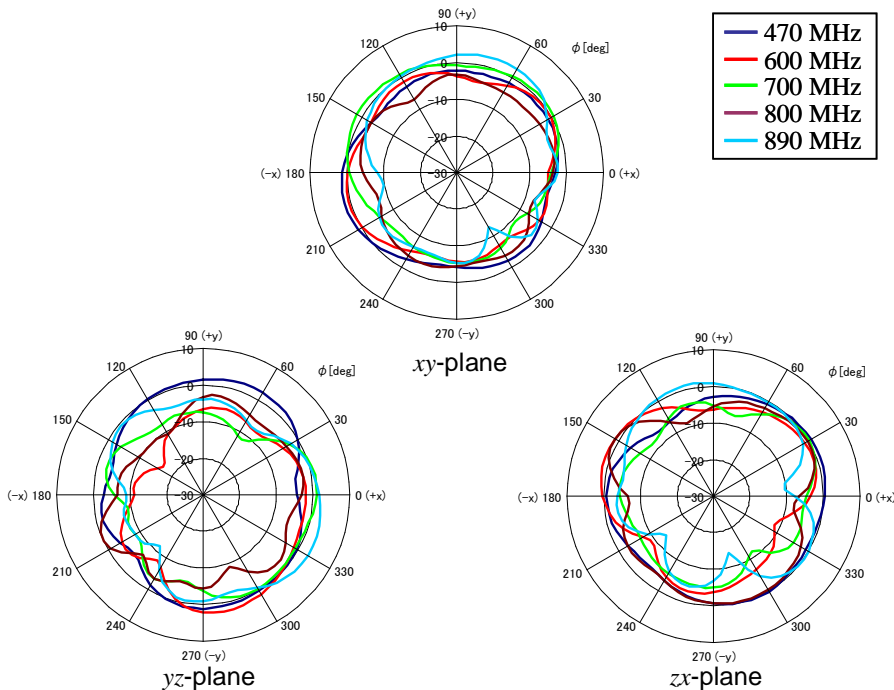 470 MHz
600 MHz
700 MHz
800 MHz
890 MHz
90 (+y)
10
0
-10
-20
-30
φ[deg]
60
30
0 (+x)
330
300
270 (-y)
240
210
(-x) 180
150
120
xy-plane
90 (+y)
10
0
-10
-20
-30
φ[deg]
60
30
0 (+x)
330
300
270 (-y)
240
210
(-x) 180
150
120
yz-plane
90 (+y)
10
0
-10
-20
-30
φ[deg]
60
30
0 (+x)
330
300
270 (-y)
240
210
(-x) 180
150
120
zx-plane